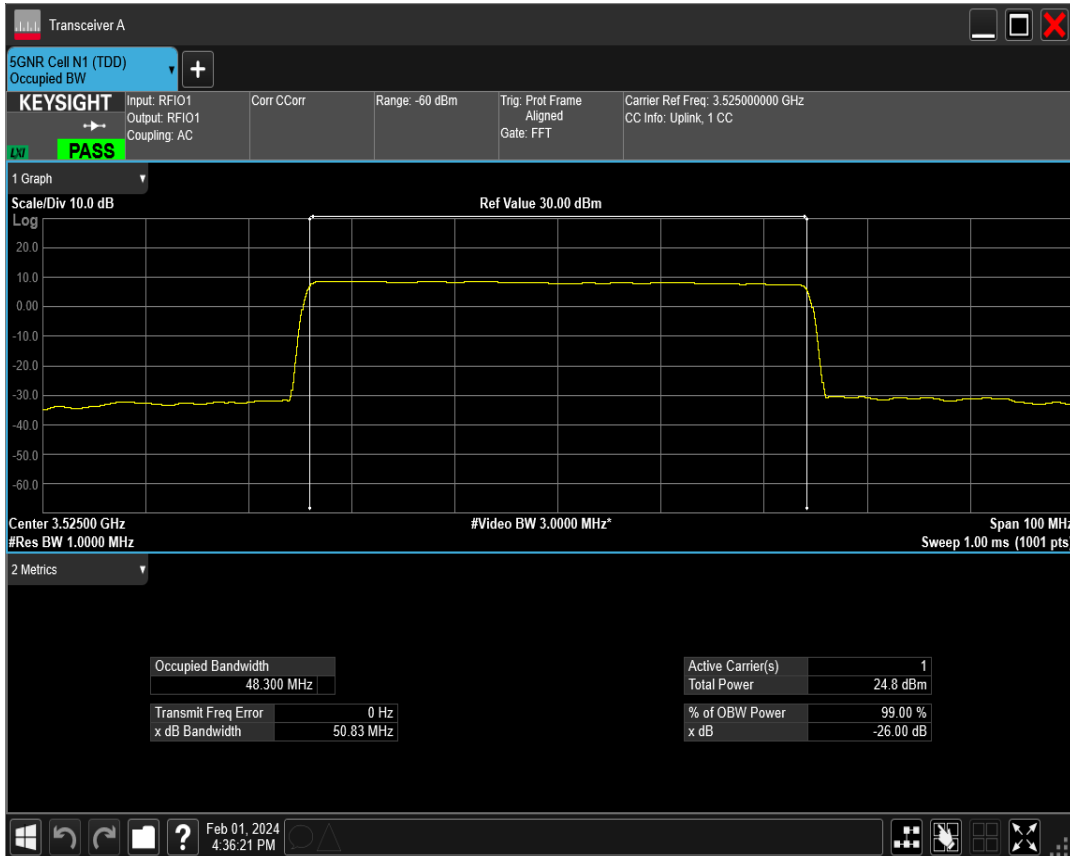 Transceiver A
5GNR Cell N1 (TDD)
Occupied BW
+
KEYSIGHT
LXI
PASS
Input: RFIO1
Output: RFIO1
Coupling: AC
Corr CCorr
Range: -60 dBm
Trig: Prot Frame
Aligned
Gate: FFT
Carrier Ref Freq: 3.525000000 GHz
CC Info: Uplink, 1 CC
1 Graph
Scale/Div 10.0 dB
Ref Value 30.00 dBm
Log
20.0
10.0
0.00
-10.0
-20.0
-30.0
-40.0
-50.0
-60.0
Center 3.52500 GHz
#Video BW 3.0000 MHz*
Span 100 MHz
#Res BW 1.0000 MHz
Sweep 1.00 ms (1001 pts)
2 Metrics
Occupied Bandwidth
48.300 MHz
Transmit Freq Error 0 Hz
x dB Bandwidth 50.83 MHz
Active Carrier(s) 1
Total Power 24.8 dBm
% of OBW Power 99.00 %
x dB -26.00 dB
?
Feb 01, 2024
4:36:21 PM